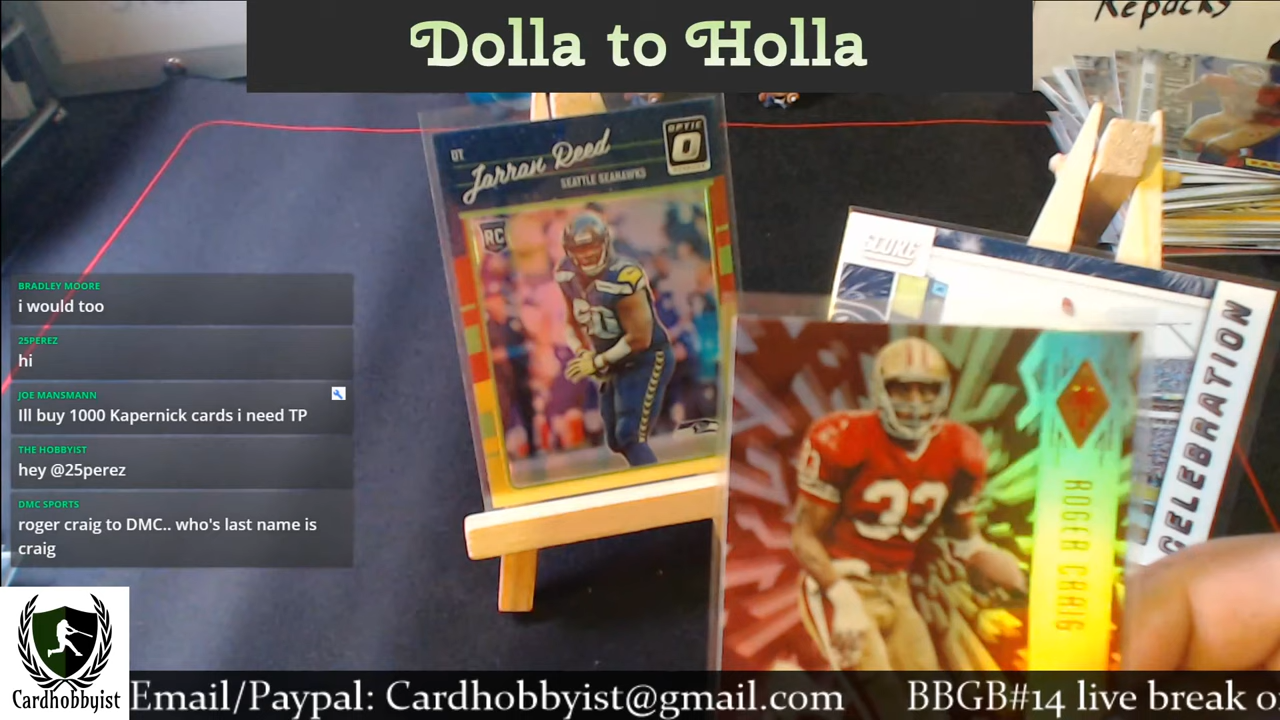 Dolla to Holla
Repacks
DT
Jarran Reed
SEATTLE SEAHAWKS
OPTIC
RC
SCORE
CELEBRATION
33
ROGER CRAIG
BRADLEY MOORE
i would too
25PEREZ
hi
JOE MANSMANN
Ill buy 1000 Kapernick cards i need TP
THE HOBBYIST
hey @25perez
DMC SPORTS
roger craig to DMC.. who's last name is
craig
Cardhobbyist
Email/Paypal: Cardhobbyist@gmail.com BBGB#14 live break o